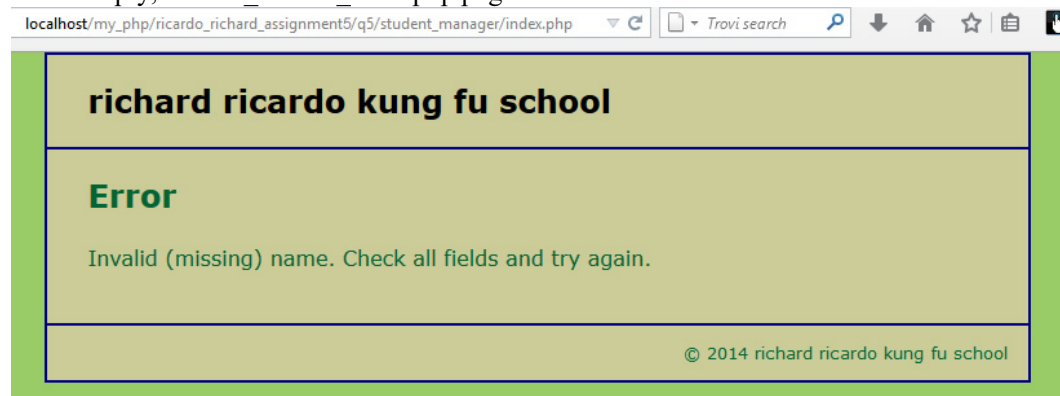 localhost/my_php/ricardo_richard_assignment5/q5/student_manager/index.php Trovi search
richard ricardo kung fu school
Error
Invalid (missing) name. Check all fields and try again.
© 2014 richard ricardo kung fu school